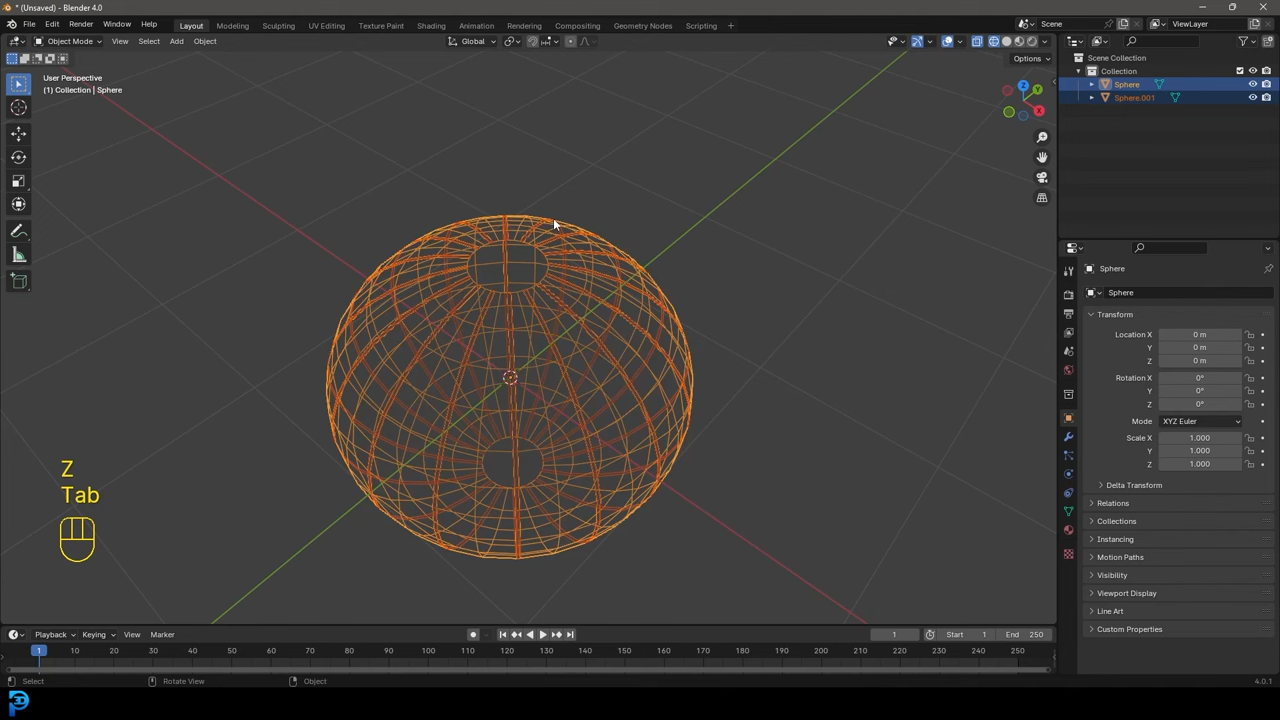 * (Unsaved) - Blender 4.0
File Edit Render Window Help Layout Modeling Sculpting UV Editing Texture Paint Shading Animation Rendering Compositing Geometry Nodes Scripting + Scene ViewLayer
Object Mode View Select Add Object Global
Options
User Perspective
(1) Collection | Sphere
Z
Y
X
Scene Collection
Collection
Sphere
Sphere.001
Sphere
Sphere
Transform
Location X 0 m
Y 0 m
Z 0 m
Rotation X 0°
Y 0°
Z 0°
Mode XYZ Euler
Scale X 1.000
Y 1.000
Z 1.000
Delta Transform
Relations
Collections
Instancing
Motion Paths
Visibility
Viewport Display
Line Art
Custom Properties
Z
Tab
Playback Keying View Marker 1 Start 1 End 250
1 10 20 30 40 50 60 70 80 90 100 110 120 130 140 150 160 170 180 190 200 210 220 230 240 250
Select Rotate View Object 4.0.1